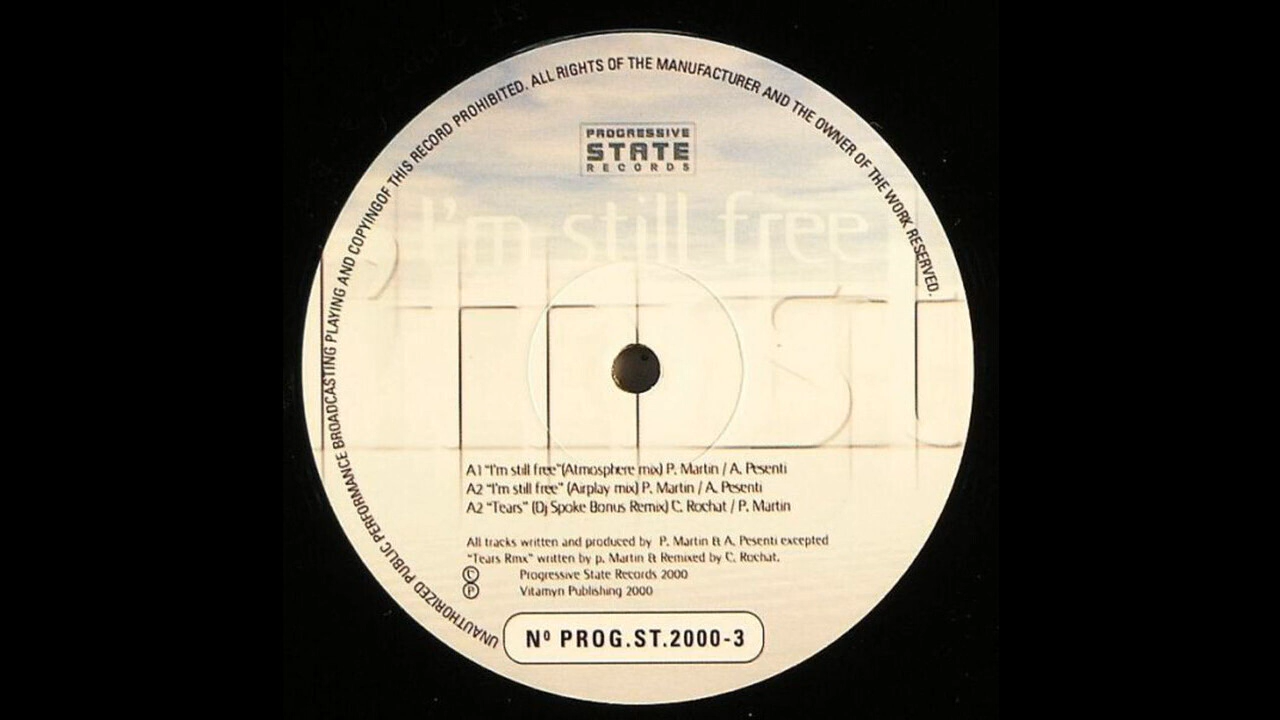 UNAUTHORIZED PUBLIC PERFORMANCE BROADCASTING PLAYING AND COPYINGOF THIS RECORD PROHIBITED. ALL RIGHTS OF THE MANUFACTURER AND THE OWNER OF THE WORK RESERVED.
PROGRESSIVE
STATE
RECORDS
I'm still free
A1 "I'm still free"(Atmosphere mix) P. Martin / A. Pesenti
A2 "I'm still free" (Airplay mix) P. Martin / A. Pesenti
A2 "Tears" (Dj Spoke Bonus Remix) C. Rochat / P. Martin
All tracks written and produced by P. Martin & A. Pesenti excepted
"Tears Rmx" written by p. Martin & Remixed by C. Rochat.
© Progressive State Records 2000
℗ Vitamyn Publishing 2000
Nº PROG.ST.2000-3